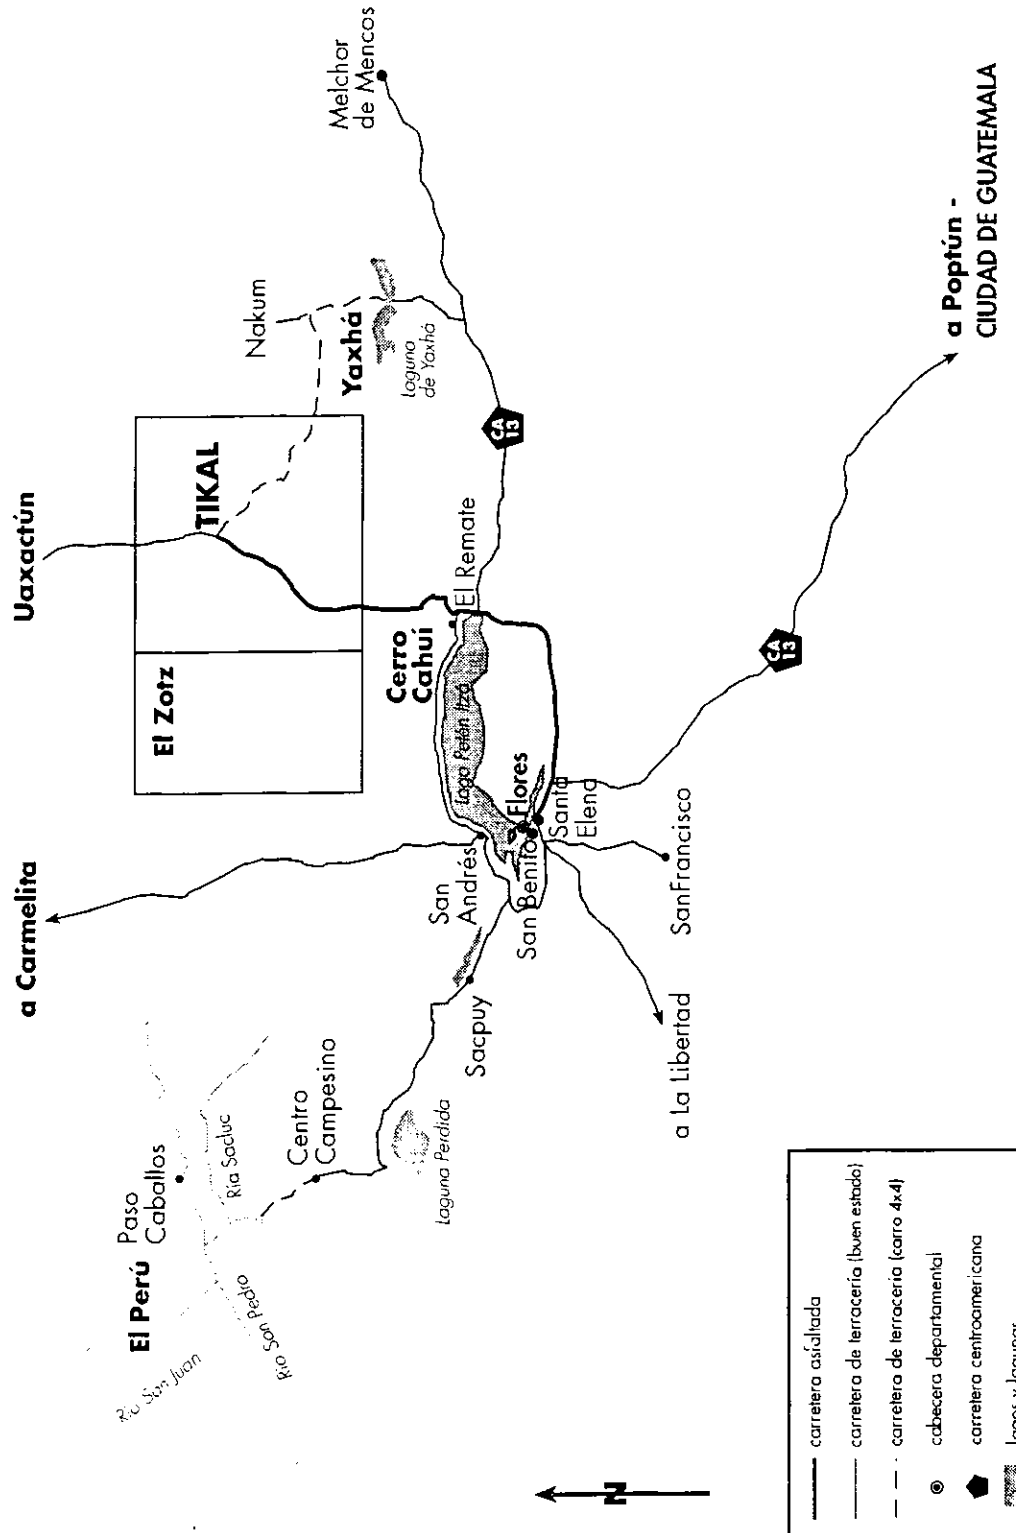 Uaxactún
a Carmelita
El Zotz
TIKAL
Nakum
Yaxhá
laguna
de Yaxhá
Melchor
de Mencos
El Perú
Paso
Caballos
Río San Juan
Río San Pedro
Ría Sacluc
Centro
Campesino
Laguna Perdida
Sacpuy
San
Andrés
Cerro
Cahuí
El Remate
Lago Petén Itzá
Flores
San Benito
Santa
Elena
CA
13
SanFrancisco
a La Libertad
CA
13
a Poptún -
CIUDAD DE GUATEMALA
N
carretera asfaltada
carretera de terracería (buen estado)
carretera de terracería (carro 4x4)
cabecera departamental
carretera centroamericana
lagos y lagunas